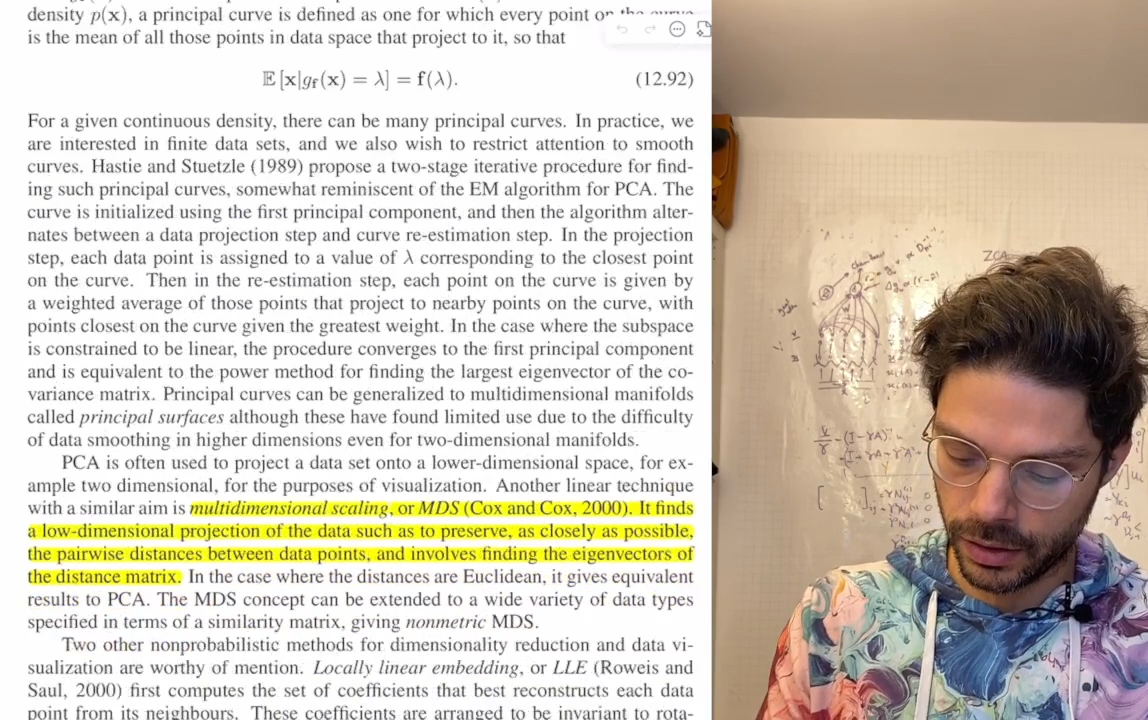 density p(x), a principal curve is defined as one for which every point on the curve
is the mean of all those points in data space that project to it, so that
𝔼 [x|g_f(x) = λ] = f(λ). (12.92)
For a given continuous density, there can be many principal curves. In practice, we
are interested in finite data sets, and we also wish to restrict attention to smooth
curves. Hastie and Stuetzle (1989) propose a two-stage iterative procedure for find-
ing such principal curves, somewhat reminiscent of the EM algorithm for PCA. The
curve is initialized using the first principal component, and then the algorithm alter-
nates between a data projection step and curve re-estimation step. In the projection
step, each data point is assigned to a value of λ corresponding to the closest point
on the curve. Then in the re-estimation step, each point on the curve is given by
a weighted average of those points that project to nearby points on the curve, with
points closest on the curve given the greatest weight. In the case where the subspace
is constrained to be linear, the procedure converges to the first principal component
and is equivalent to the power method for finding the largest eigenvector of the co-
variance matrix. Principal curves can be generalized to multidimensional manifolds
called principal surfaces although these have found limited use due to the difficulty
of data smoothing in higher dimensions even for two-dimensional manifolds.
PCA is often used to project a data set onto a lower-dimensional space, for ex-
ample two dimensional, for the purposes of visualization. Another linear technique
with a similar aim is multidimensional scaling, or MDS (Cox and Cox, 2000). It finds
a low-dimensional projection of the data such as to preserve, as closely as possible,
the pairwise distances between data points, and involves finding the eigenvectors of
the distance matrix. In the case where the distances are Euclidean, it gives equivalent
results to PCA. The MDS concept can be extended to a wide variety of data types
specified in terms of a similarity matrix, giving nonmetric MDS.
Two other nonprobabilistic methods for dimensionality reduction and data vi-
sualization are worthy of mention. Locally linear embedding, or LLE (Roweis and
Saul, 2000) first computes the set of coefficients that best reconstructs each data
point from its neighbours. These coefficients are arranged to be invariant to rota-
ZCA